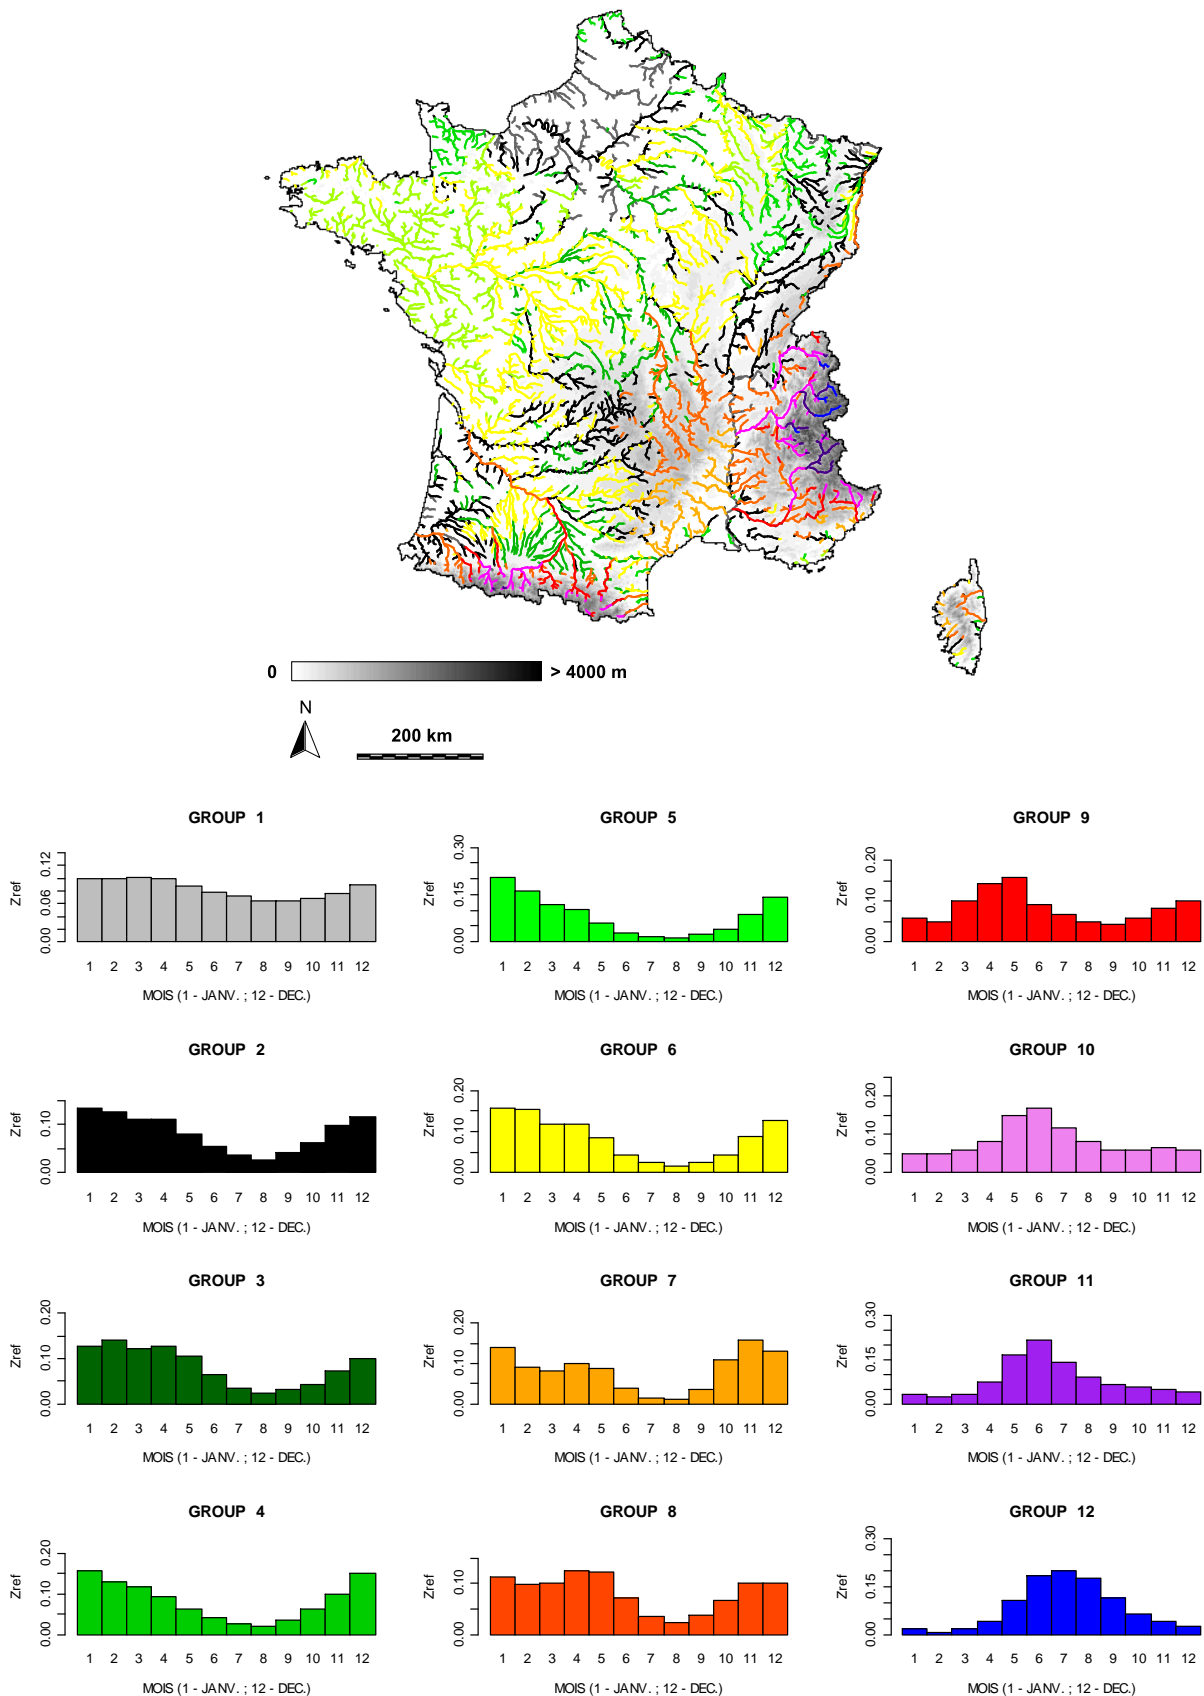 0
> 4000 m
N
200 km
GROUP 1
Zref
0.00 0.06 0.12
1 2 3 4 5 6 7 8 9 10 11 12
MOIS (1 - JANV. ; 12 - DEC.)
GROUP 5
Zref
0.00 0.15 0.30
1 2 3 4 5 6 7 8 9 10 11 12
MOIS (1 - JANV. ; 12 - DEC.)
GROUP 9
Zref
0.00 0.10 0.20
1 2 3 4 5 6 7 8 9 10 11 12
MOIS (1 - JANV. ; 12 - DEC.)
GROUP 2
Zref
0.00 0.10
1 2 3 4 5 6 7 8 9 10 11 12
MOIS (1 - JANV. ; 12 - DEC.)
GROUP 6
Zref
0.00 0.10 0.20
1 2 3 4 5 6 7 8 9 10 11 12
MOIS (1 - JANV. ; 12 - DEC.)
GROUP 10
Zref
0.00 0.10 0.20
1 2 3 4 5 6 7 8 9 10 11 12
MOIS (1 - JANV. ; 12 - DEC.)
GROUP 3
Zref
0.00 0.10 0.20
1 2 3 4 5 6 7 8 9 10 11 12
MOIS (1 - JANV. ; 12 - DEC.)
GROUP 7
Zref
0.00 0.10 0.20
1 2 3 4 5 6 7 8 9 10 11 12
MOIS (1 - JANV. ; 12 - DEC.)
GROUP 11
Zref
0.00 0.15 0.30
1 2 3 4 5 6 7 8 9 10 11 12
MOIS (1 - JANV. ; 12 - DEC.)
GROUP 4
Zref
0.00 0.10 0.20
1 2 3 4 5 6 7 8 9 10 11 12
MOIS (1 - JANV. ; 12 - DEC.)
GROUP 8
Zref
0.00 0.10
1 2 3 4 5 6 7 8 9 10 11 12
MOIS (1 - JANV. ; 12 - DEC.)
GROUP 12
Zref
0.00 0.15 0.30
1 2 3 4 5 6 7 8 9 10 11 12
MOIS (1 - JANV. ; 12 - DEC.)